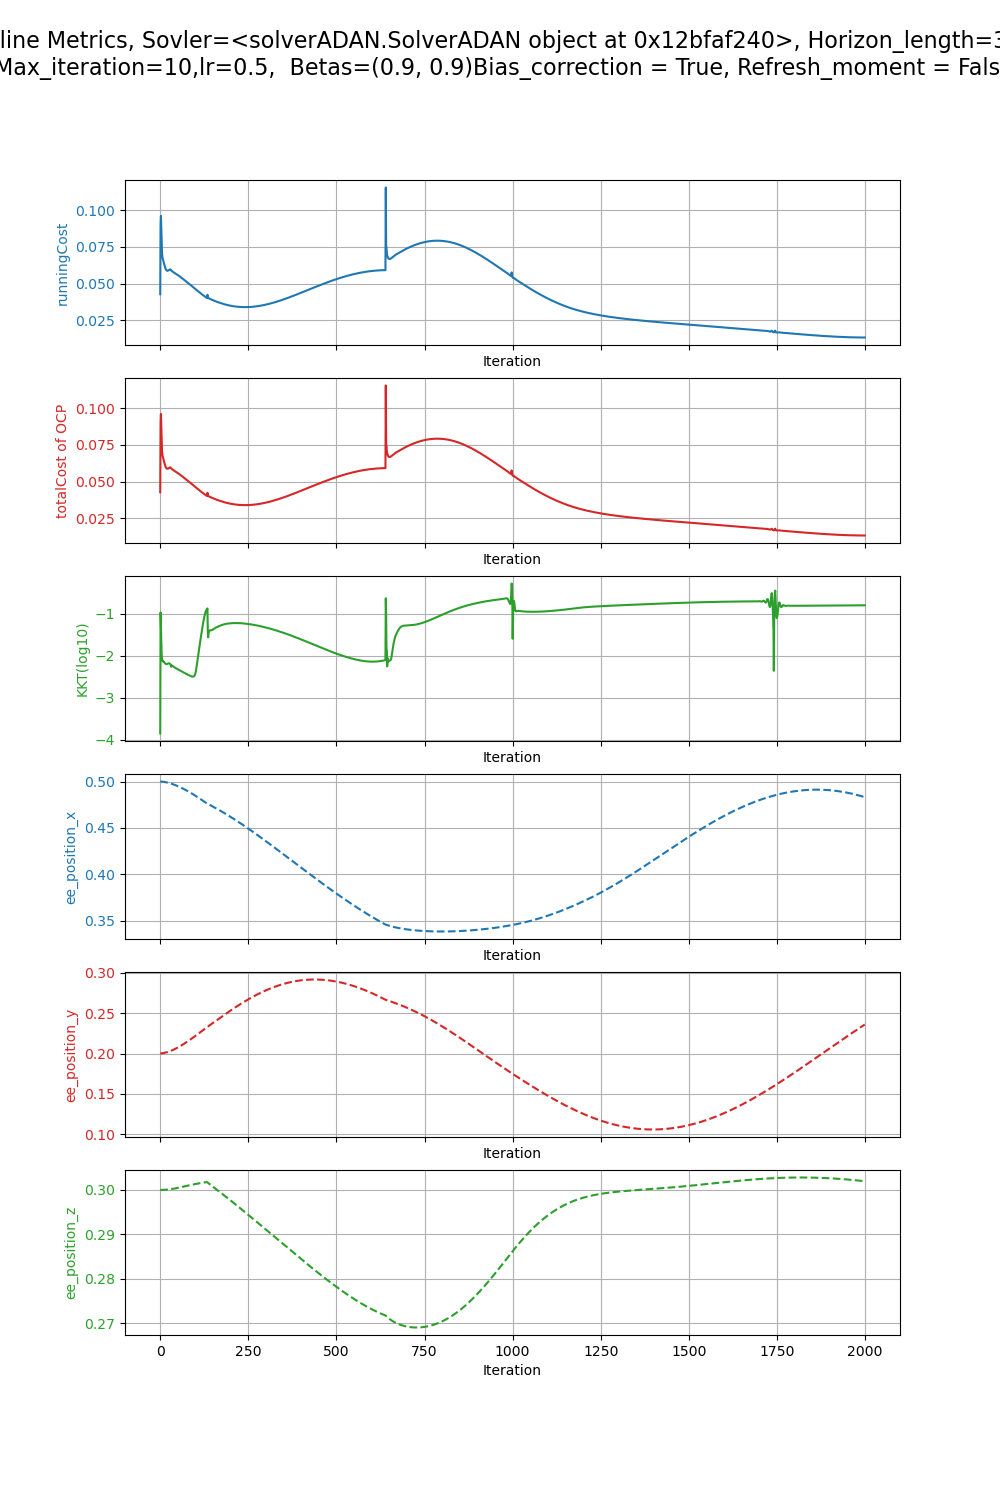 line Metrics, Sovler=<solverADAN.SolverADAN object at 0x12bfaf240>, Horizon_length=3
Max_iteration=10,lr=0.5,  Betas=(0.9, 0.9)Bias_correction = True, Refresh_moment = Fals
runningCost
0.100
0.075
0.050
0.025
Iteration
totalCost of OCP
0.100
0.075
0.050
0.025
Iteration
KKT(log10)
−1
−2
−3
−4
Iteration
ee_position_x
0.50
0.45
0.40
0.35
Iteration
ee_position_y
0.30
0.25
0.20
0.15
0.10
Iteration
ee_position_z
0.30
0.29
0.28
0.27
0 250 500 750 1000 1250 1500 1750 2000
Iteration